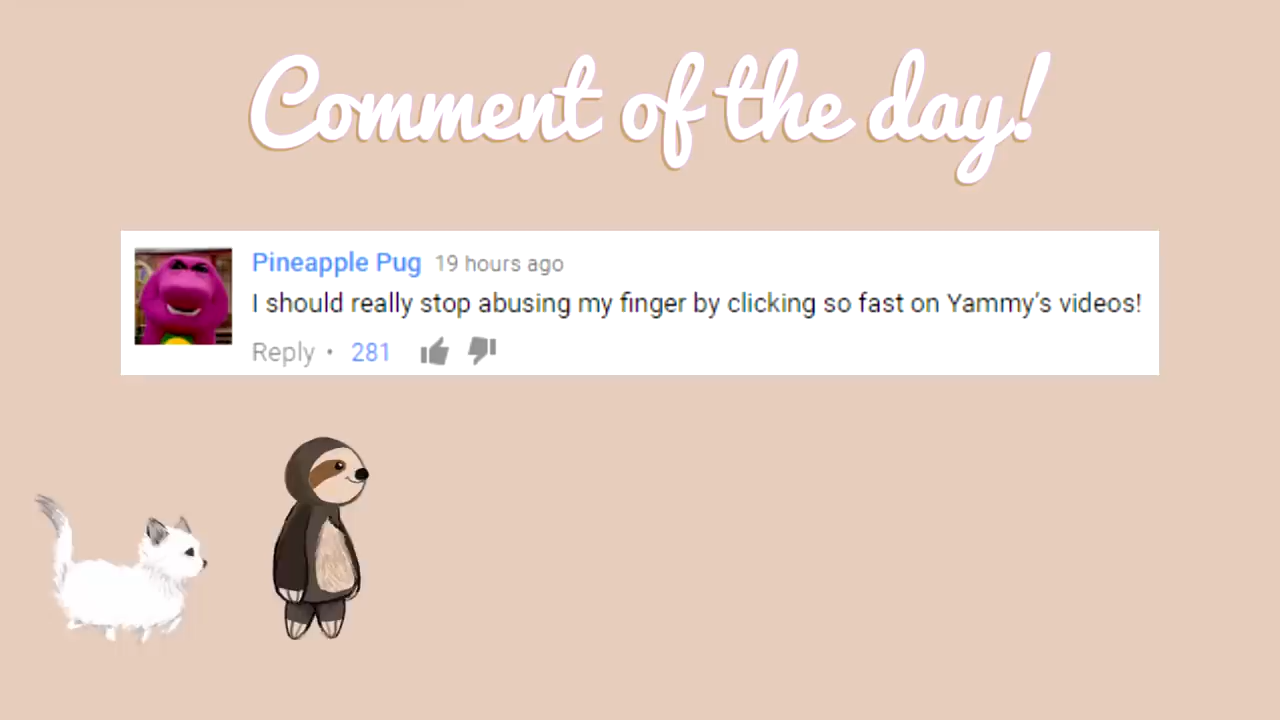 Comment of the day!
Pineapple Pug 19 hours ago
I should really stop abusing my finger by clicking so fast on Yammy's videos!
Reply • 281